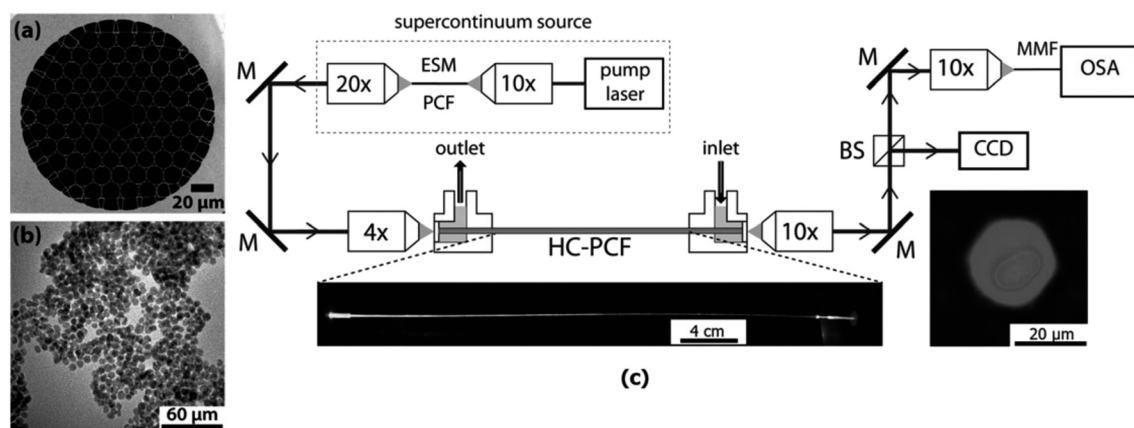 (a)
20 µm
(b)
60 µm
supercontinuum source
M
20x
ESM
PCF
10x
pump
laser
M
10x
MMF
OSA
outlet
inlet
BS
CCD
M
4x
HC-PCF
10x
M
4 cm
20 µm
(c)